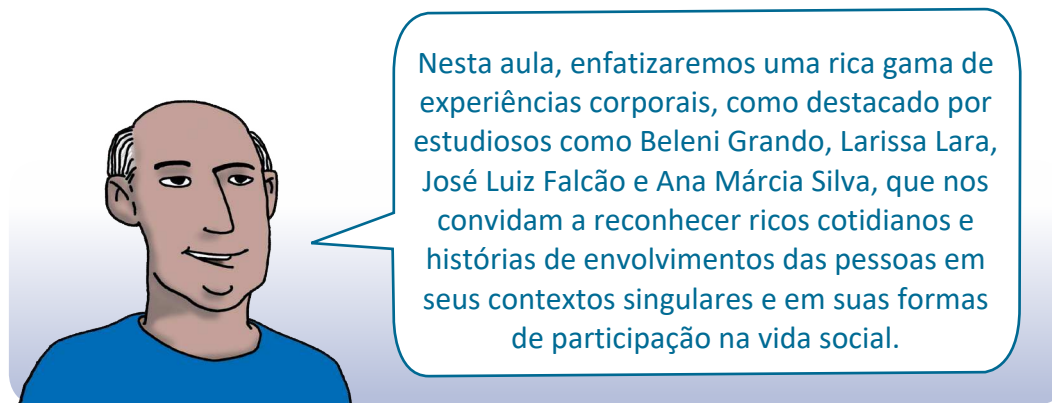 Nesta aula, enfatizaremos uma rica gama de
experiências corporais, como destacado por
estudiosos como Beleni Grando, Larissa Lara,
José Luiz Falcão e Ana Márcia Silva, que nos
convidam a reconhecer ricos cotidianos e
histórias de envolvimentos das pessoas em
seus contextos singulares e em suas formas
de participação na vida social.